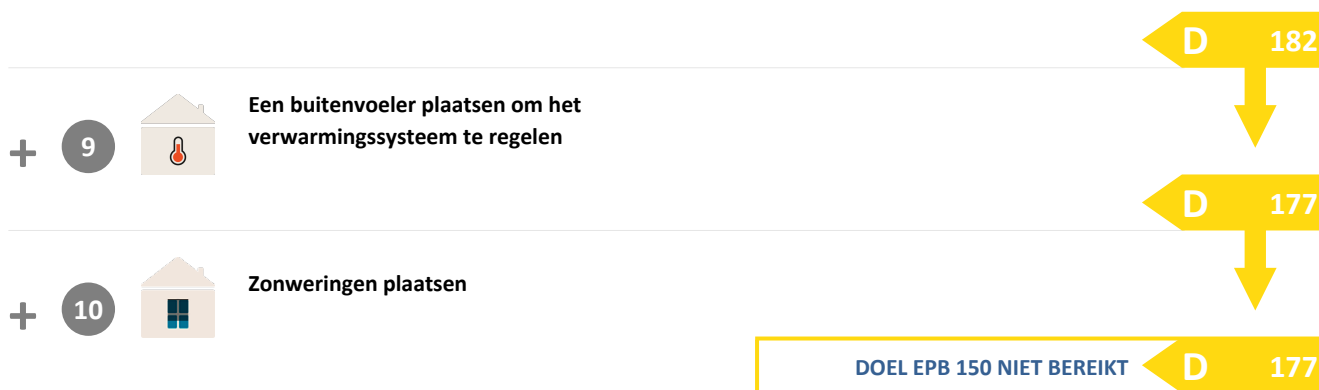 D 182
+ 9 Een buitenvoeler plaatsen om het
verwarmingssysteem te regelen
D 177
+ 10 Zonweringen plaatsen
DOEL EPB 150 NIET BEREIKT D 177